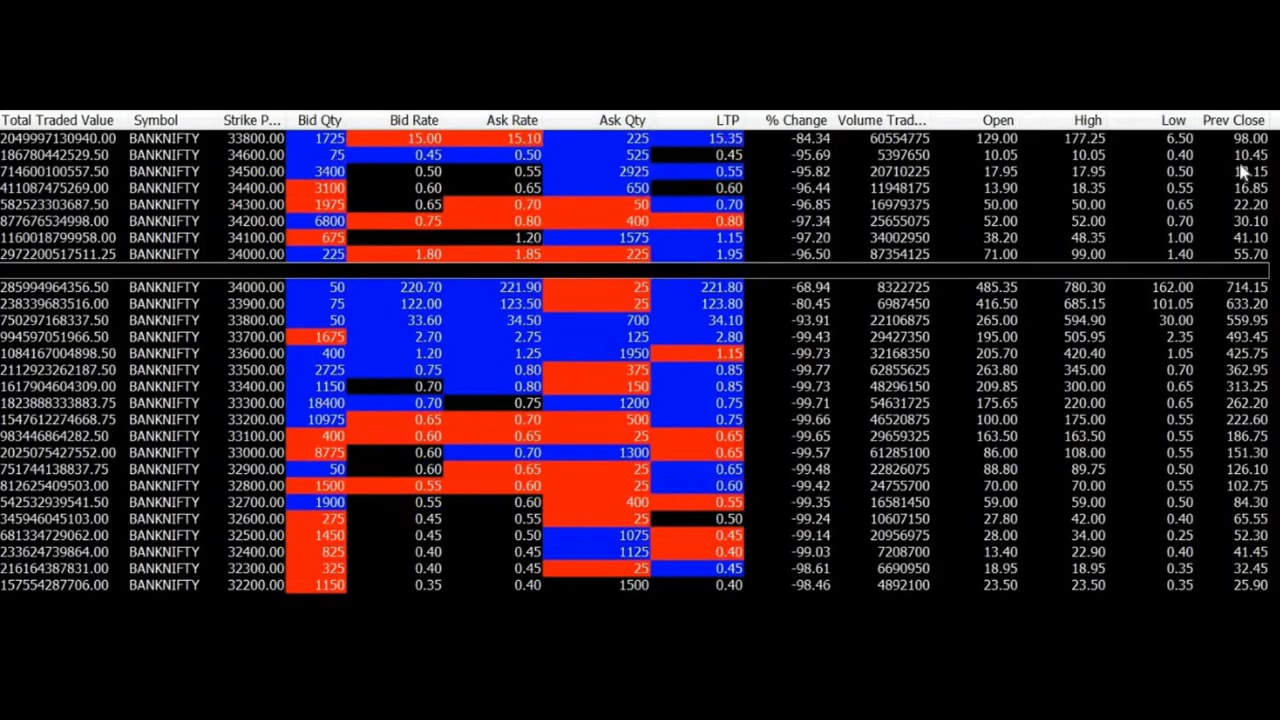 Total Traded Value Symbol Strike P... Bid Qty Bid Rate Ask Rate Ask Qty LTP % Change Volume Trad... Open High Low Prev Close
2049997130940.00 BANKNIFTY 33800.00 1725 15.00 15.10 225 15.35 -84.34 60554775 129.00 177.25 6.50 98.00
186780442529.50 BANKNIFTY 34600.00 75 0.45 0.50 525 0.45 -95.69 5397650 10.05 10.05 0.40 10.45
714600100557.50 BANKNIFTY 34500.00 3400 0.50 0.55 2925 0.55 -95.82 20710225 17.95 17.95 0.50
411087475269.00 BANKNIFTY 34400.00 3100 0.60 0.65 650 0.60 -96.44 11948175 13.90 18.35 0.55 16.85
582523303687.50 BANKNIFTY 34300.00 1975 0.65 0.70 50 0.70 -96.85 16979375 50.00 50.00 0.65 22.20
877676534998.00 BANKNIFTY 34200.00 6800 0.75 0.80 400 0.80 -97.34 25655075 52.00 52.00 0.70 30.10
1160018799958.00 BANKNIFTY 34100.00 675 1.20 1575 1.15 -97.20 34002950 38.20 48.35 1.00 41.10
2972200517511.25 BANKNIFTY 34000.00 225 1.80 1.85 225 1.95 -96.50 87354125 71.00 99.00 1.40 55.70
285994964356.50 BANKNIFTY 34000.00 50 220.70 221.90 25 221.80 -68.94 8322725 485.35 780.30 162.00 714.15
238339683516.00 BANKNIFTY 33900.00 75 122.00 123.50 25 123.80 -80.45 6987450 416.50 685.15 101.05 633.20
750297168337.50 BANKNIFTY 33800.00 50 33.60 34.50 700 34.10 -93.91 22106875 265.00 594.90 30.00 559.95
994597051966.50 BANKNIFTY 33700.00 1675 2.70 2.75 125 2.80 -99.43 29427350 195.00 505.95 2.35 493.45
1084167004898.50 BANKNIFTY 33600.00 400 1.20 1.25 1950 1.15 -99.73 32168350 205.70 420.40 1.05 425.75
2112932262187.50 BANKNIFTY 33500.00 2725 0.75 0.80 375 0.85 -99.77 62855625 263.80 345.00 0.70 362.95
1617904604309.00 BANKNIFTY 33400.00 1150 0.70 0.80 150 0.85 -99.73 48296150 209.85 300.00 0.65 313.25
1823888333883.75 BANKNIFTY 33300.00 18400 0.70 0.75 1200 0.75 -99.71 54631725 175.65 220.00 0.65 262.20
1547612274668.75 BANKNIFTY 33200.00 10975 0.65 0.70 500 0.75 -99.66 46520875 100.00 175.00 0.55 222.60
983446864282.50 BANKNIFTY 33100.00 400 0.60 0.65 25 0.65 -99.65 29659325 163.50 163.50 0.55 186.75
2025075427552.00 BANKNIFTY 33000.00 8775 0.60 0.70 1300 0.65 -99.57 61285100 86.00 108.00 0.55 151.30
751744138837.75 BANKNIFTY 32900.00 50 0.60 0.65 25 0.65 -99.48 22826075 88.80 89.75 0.50 126.10
812625409503.00 BANKNIFTY 32800.00 1500 0.55 0.60 25 0.60 -99.42 24755700 70.00 70.00 0.55 102.75
542532939541.50 BANKNIFTY 32700.00 1900 0.55 0.60 400 0.55 -99.35 16581450 59.00 59.00 0.50 84.30
345946045103.00 BANKNIFTY 32600.00 275 0.45 0.55 25 0.50 -99.24 10607150 27.80 42.00 0.40 65.55
681334729062.00 BANKNIFTY 32500.00 1450 0.45 0.50 1075 0.45 -99.14 20956975 28.00 34.00 0.25 52.30
233624739864.00 BANKNIFTY 32400.00 825 0.40 0.45 1125 0.40 -99.03 7208700 13.40 22.90 0.40 41.45
216164387831.00 BANKNIFTY 32300.00 325 0.40 0.45 25 0.45 -98.61 6690950 18.95 18.95 0.35 32.45
157554287706.00 BANKNIFTY 32200.00 1150 0.35 0.40 1500 0.40 -98.46 4892100 23.50 23.50 0.35 25.90